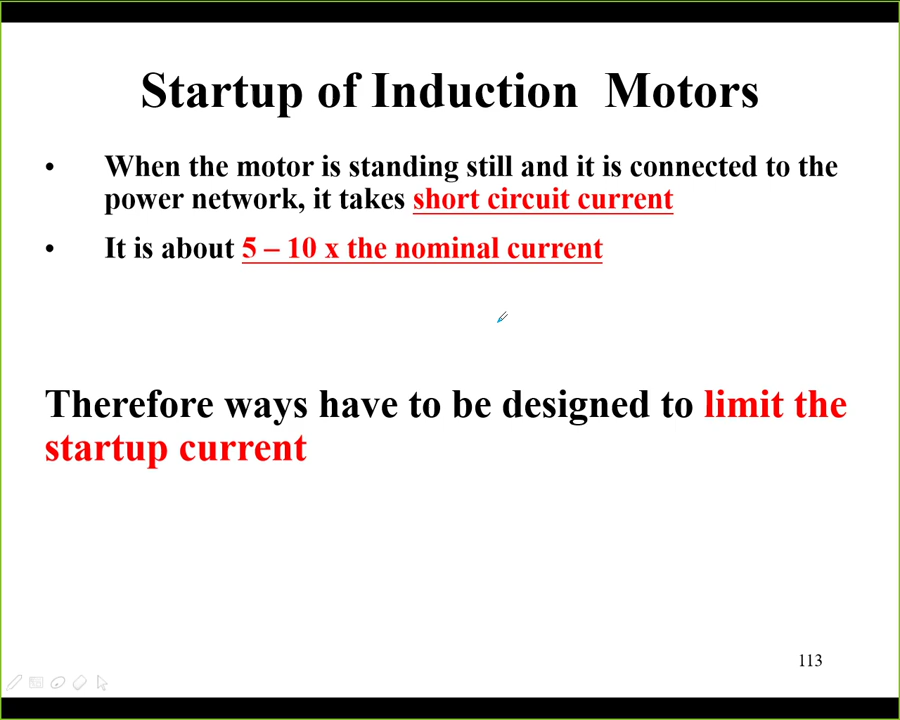 Startup of Induction  Motors
• When the motor is standing still and it is connected to the
power network, it takes short circuit current
• It is about 5 – 10 x the nominal current
Therefore ways have to be designed to limit the
startup current
113